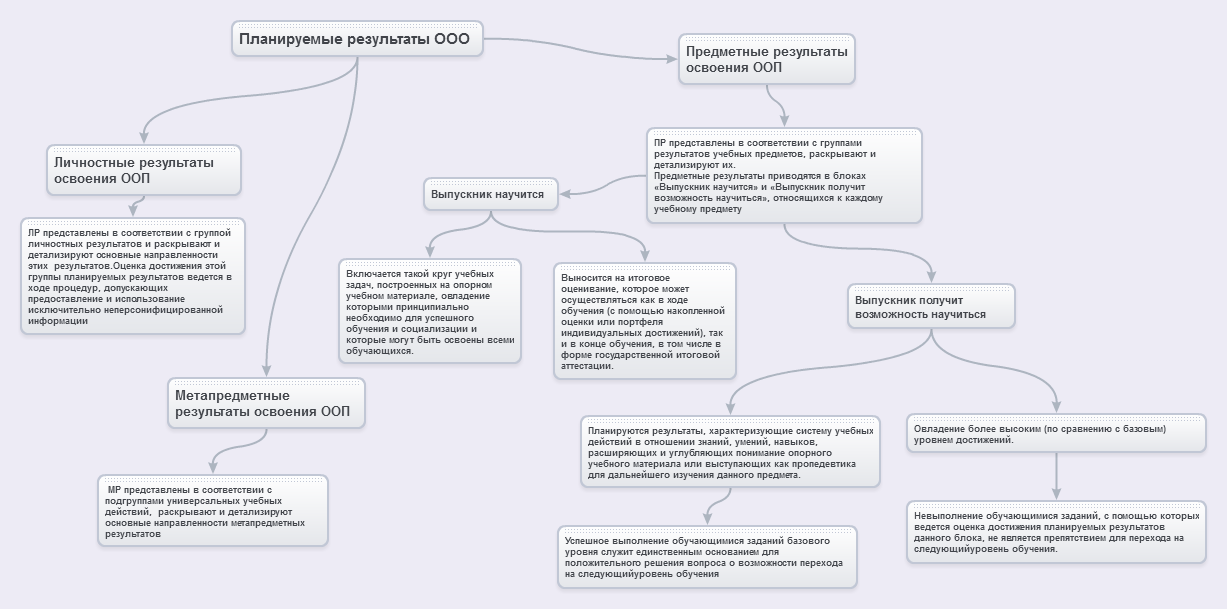 Планируемые результаты ООО
Предметные результаты
освоения ООП
Личностные результаты
освоения ООП
ЛР представлены в соответствии с группой
личностных результатов и раскрывают и
детализируют основные направленности
этих  результатов.Оценка достижения этой
группы планируемых результатов ведется в
ходе процедур, допускающих
предоставление и использование
исключительно неперсонифицированной
информации
ПР представлены в соответствии с группами
результатов учебных предметов, раскрывают и
детализируют их.
Предметные результаты приводятся в блоках
«Выпускник научится» и «Выпускник получит
возможность научиться», относящихся к каждому
учебному предмету
Выпускник научится
Включается такой круг учебных
задач, построенных на опорном
учебном материале, овладение
которыми принципиально
необходимо для успешного
обучения и социализации и
которые могут быть освоены всеми
обучающихся.
Выносится на итоговое
оценивание, которое может
осуществляться как в ходе
обучения (с помощью накопленной
оценки или портфеля
индивидуальных достижений), так
и в конце обучения, в том числе в
форме государственной итоговой
аттестации.
Выпускник получит
возможность научиться
Метапредметные
результаты освоения ООП
МР представлены в соответствии с
подгруппами универсальных учебных
действий,  раскрывают и детализируют
основные направленности метапредметных
результатов
Планируются результаты, характеризующие систему учебных
действий в отношении знаний, умений, навыков,
расширяющих и углубляющих понимание опорного
учебного материала или выступающих как пропедевтика
для дальнейшего изучения данного предмета.
Овладение более высоким (по сравнению с базовым)
уровнем достижений.
Успешное выполнение обучающимися заданий базового
уровня служит единственным основанием для
положительного решения вопроса о возможности перехода
на следующийуровень обучения
Невыполнение обучающимися заданий, с помощью которых
ведется оценка достижения планируемых результатов
данного блока, не является препятствием для перехода на
следующийуровень обучения.